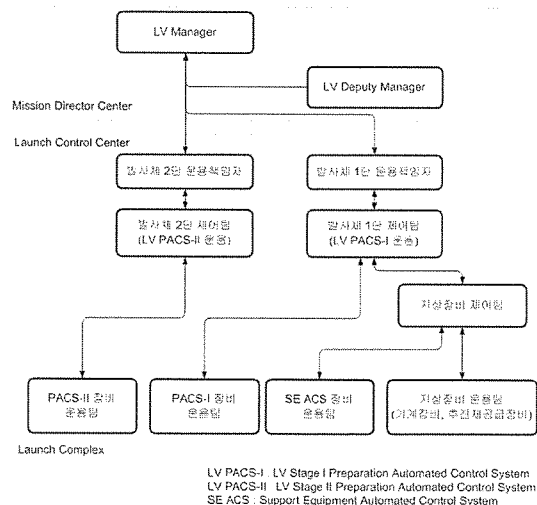 LV Manager
LV Deputy Manager
Mission Director Center
Launch Control Center
발사체 2단 운용책임자
발사체 1단 운용책임자
발사체 2단 제어팀
(LV PACS-II 운용)
발사체 1단 제어팀
(LV PACS-I 운용)
지상장비 제어팀
PACS-II 장비
운용팀
PACS-I 장비
운용팀
SE ACS 장비
운용팀
지상장비 운용팀
(기계장비, 추진제공급장비)
Launch Complex
LV PACS-I : LV Stage I Preparation Automated Control System
LV PACS-II : LV Stage II Preparation Automated Control System
SE ACS : Support Equipment Automated Control System